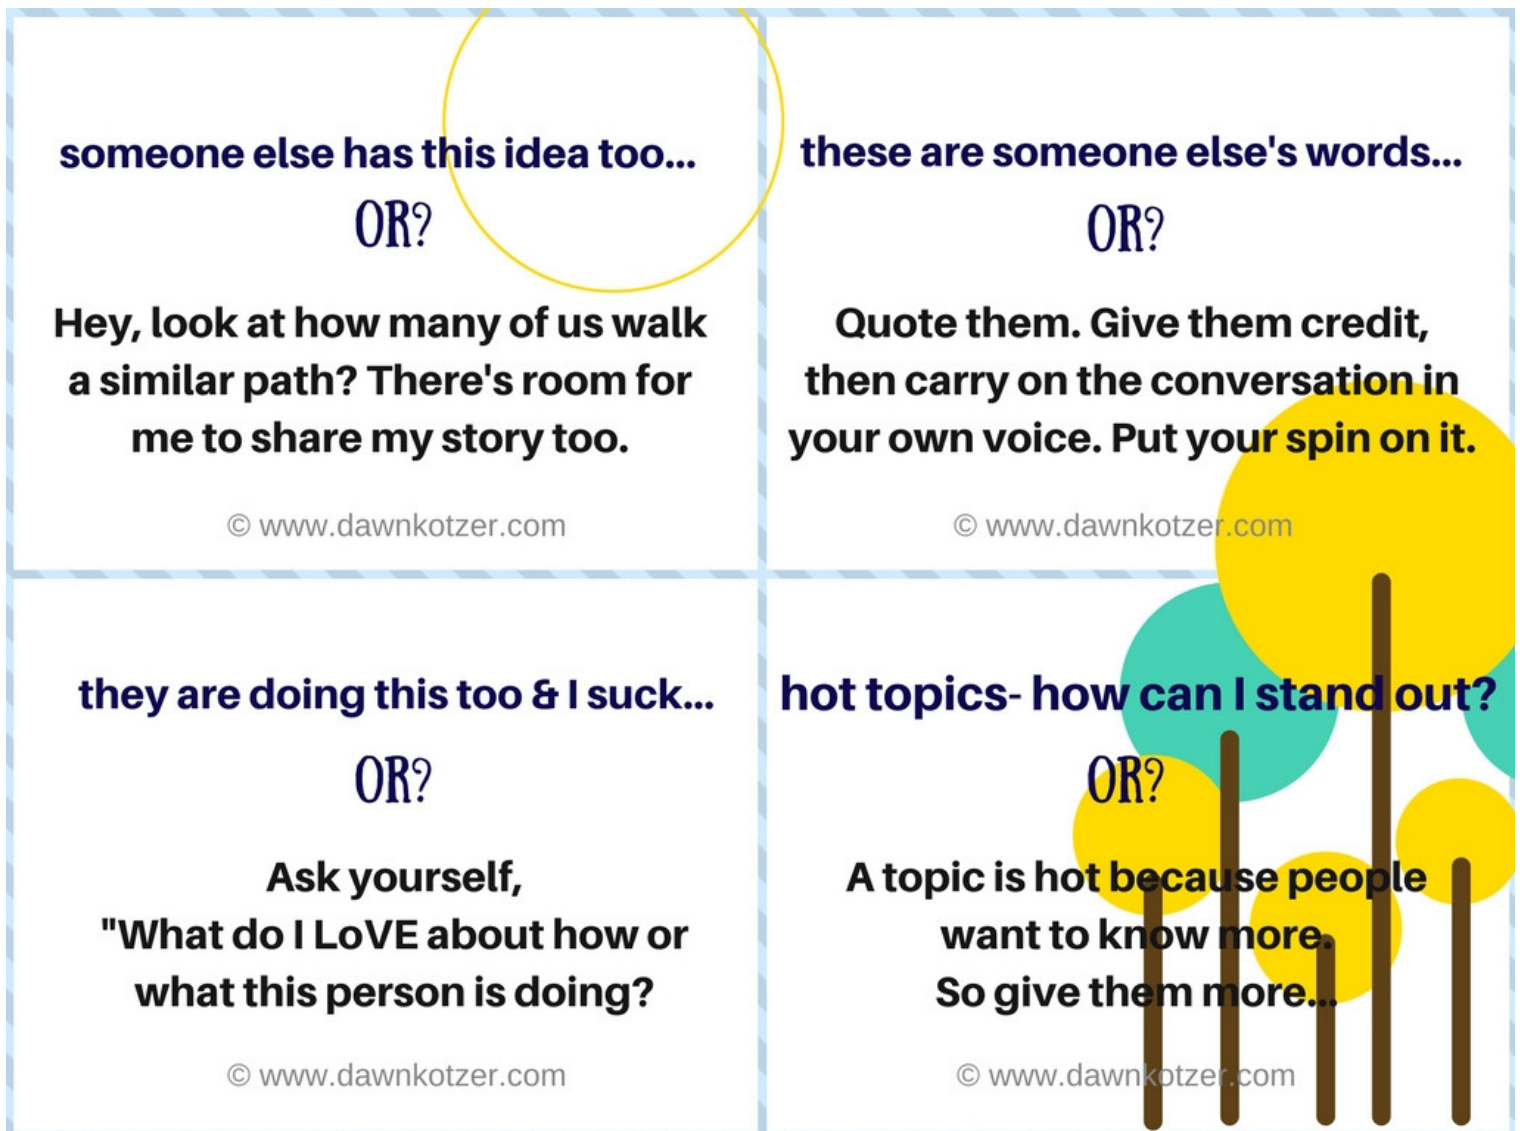 someone else has this idea too...
OR?
Hey, look at how many of us walk
a similar path? There's room for
me to share my story too.
© www.dawnkotzer.com
these are someone else's words...
OR?
Quote them. Give them credit,
then carry on the conversation in
your own voice. Put your spin on it.
© www.dawnkotzer.com
they are doing this too & I suck...
OR?
Ask yourself,
"What do I LoVE about how or
what this person is doing?
© www.dawnkotzer.com
hot topics- how can I stand out?
OR?
A topic is hot because people
want to know more.
So give them more...
© www.dawnkotzer.com